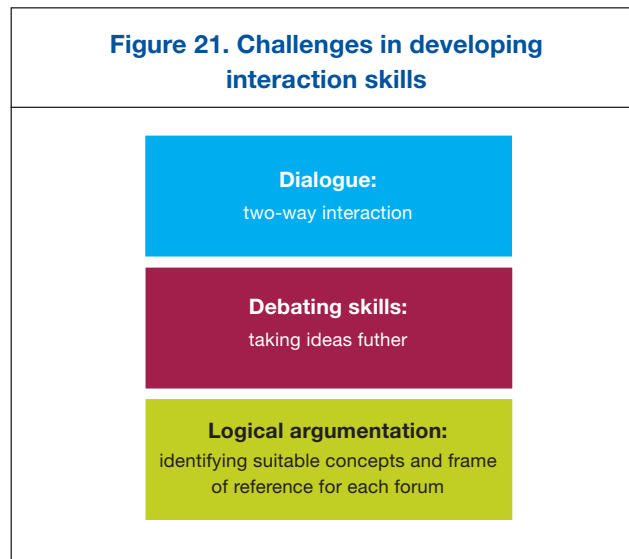 Figure 21. Challenges in developing
interaction skills
Dialogue:
two-way interaction
Debating skills:
taking ideas futher
Logical argumentation:
identifying suitable concepts and frame
of reference for each forum